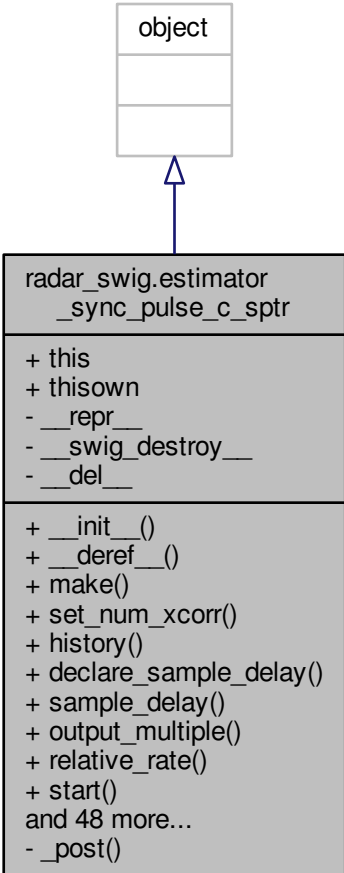 object
radar_swig.estimator
_sync_pulse_c_sptr
+ this
+ thisown
- __repr__
- __swig_destroy__
- __del__
+ __init__()
+ __deref__()
+ make()
+ set_num_xcorr()
+ history()
+ declare_sample_delay()
+ sample_delay()
+ output_multiple()
+ relative_rate()
+ start()
and 48 more...
- _post()